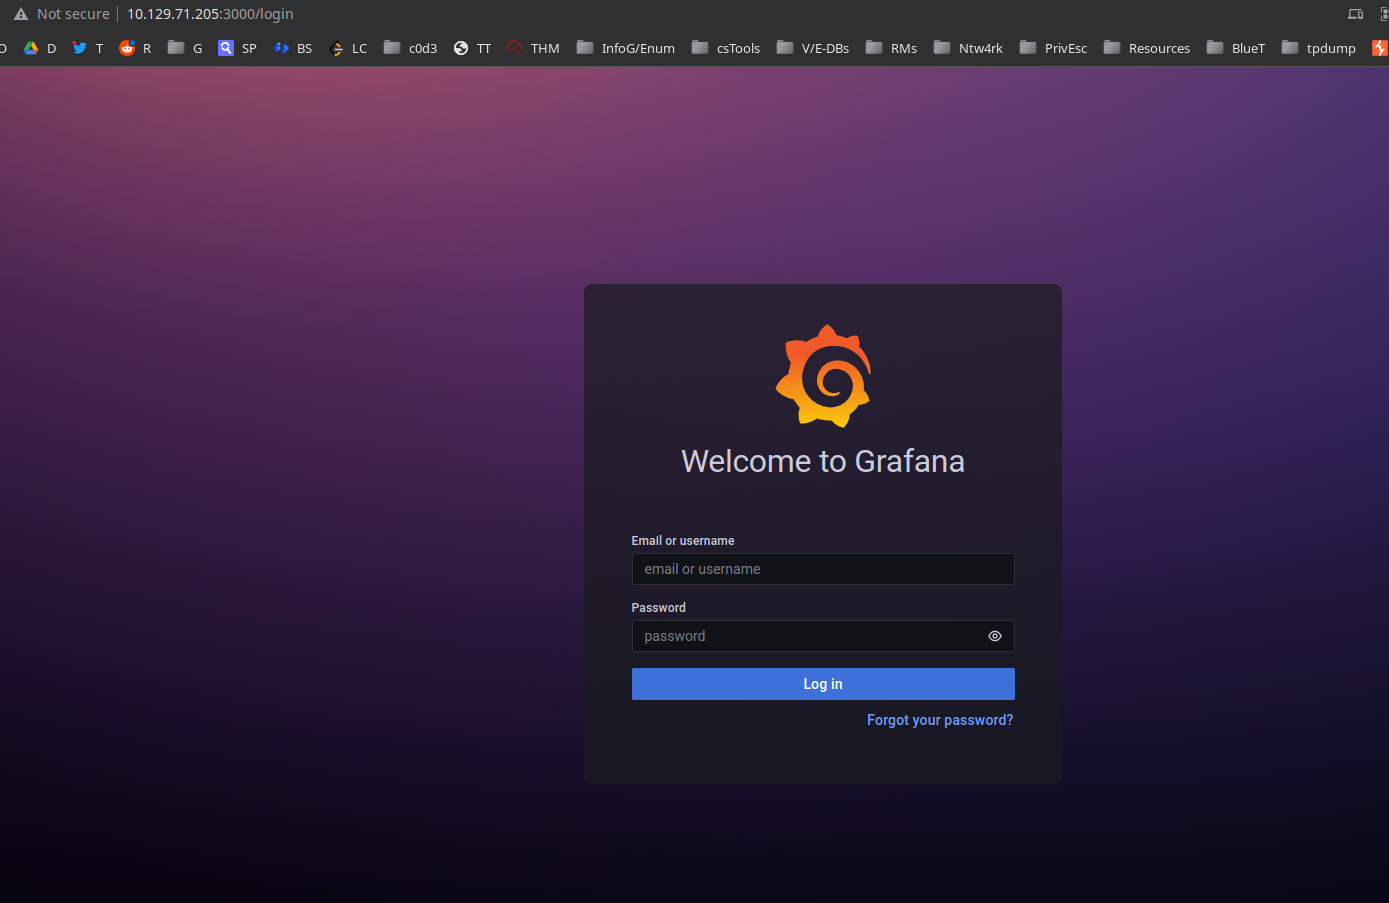 Not secure 10.129.71.205:3000/login
D T R G SP BS LC c0d3 TT THM InfoG/Enum csTools V/E-DBs RMs Ntw4rk PrivEsc Resources BlueT tpdump
Welcome to Grafana
Email or username
email or username
Password
password
Log in
Forgot your password?